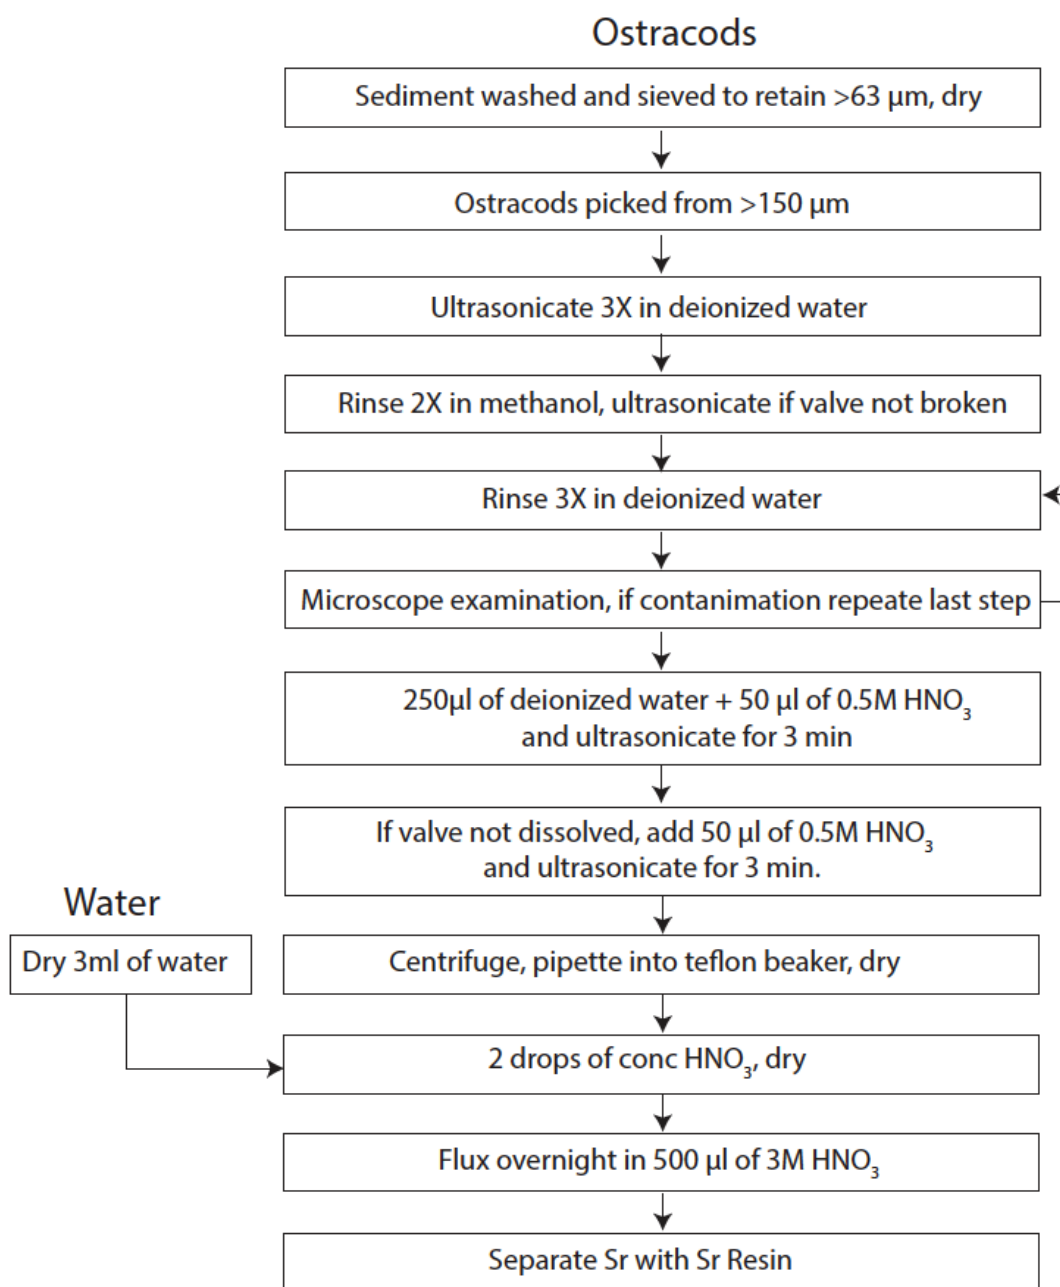 Ostracods
Sediment washed and sieved to retain >63 µm, dry
Ostracods picked from >150 µm
Ultrasonicate 3X in deionized water
Rinse 2X in methanol, ultrasonicate if valve not broken
Rinse 3X in deionized water
Microscope examination, if contanimation repeate last step
250µl of deionized water + 50 µl of 0.5M HNO₃
and ultrasonicate for 3 min
If valve not dissolved, add 50 µl of 0.5M HNO₃
and ultrasonicate for 3 min.
Water
Dry 3ml of water
Centrifuge, pipette into teflon beaker, dry
2 drops of conc HNO₃, dry
Flux overnight in 500 µl of 3M HNO₃
Separate Sr with Sr Resin